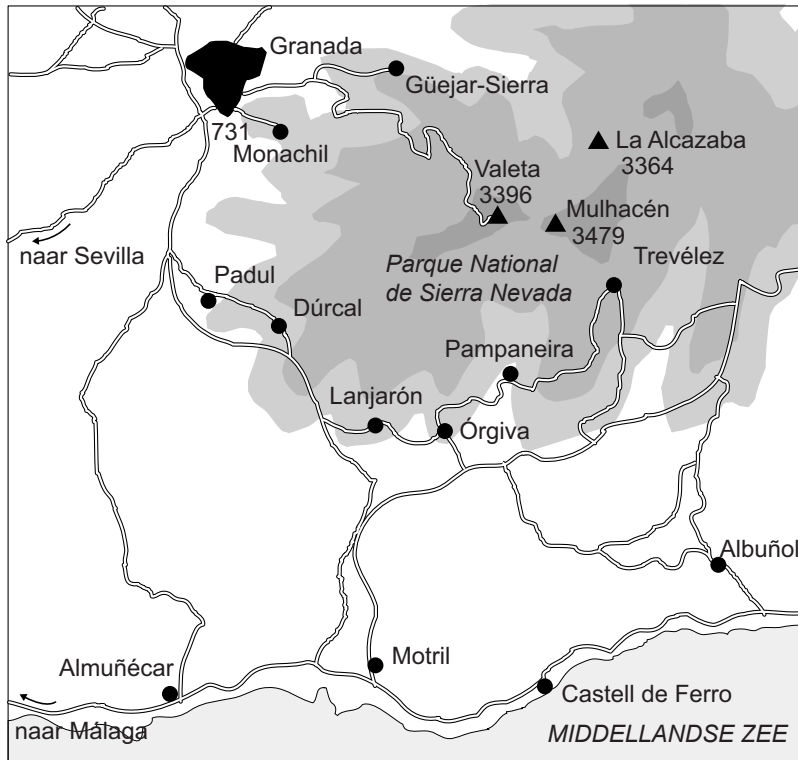 Granada
731
Güejar-Sierra
Monachil
La Alcazaba
3364
Valeta
3396
Mulhacén
3479
naar Sevilla
Parque National
de Sierra Nevada
Trevélez
Padul
Dúrcal
Pampaneira
Lanjarón
Órgiva
Albuñol
Almuñécar
Motril
Castell de Ferro
naar Málaga
MIDDELLANDSE ZEE